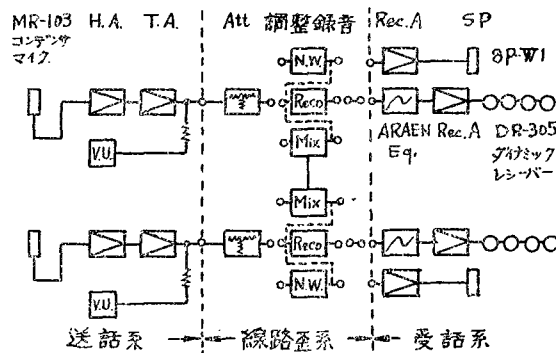 MR-103 H.A. T.A. Att 調整録音 Rec.A SP
コンデンサ
マイク
N.W. SP-W1
Reco
V.U. Mix ARAEN Rec.A DR-305
Eq. ダイナミック
レシーバー
Mix
Reco
V.U. N.W.
送話系 線路歪系 受話系